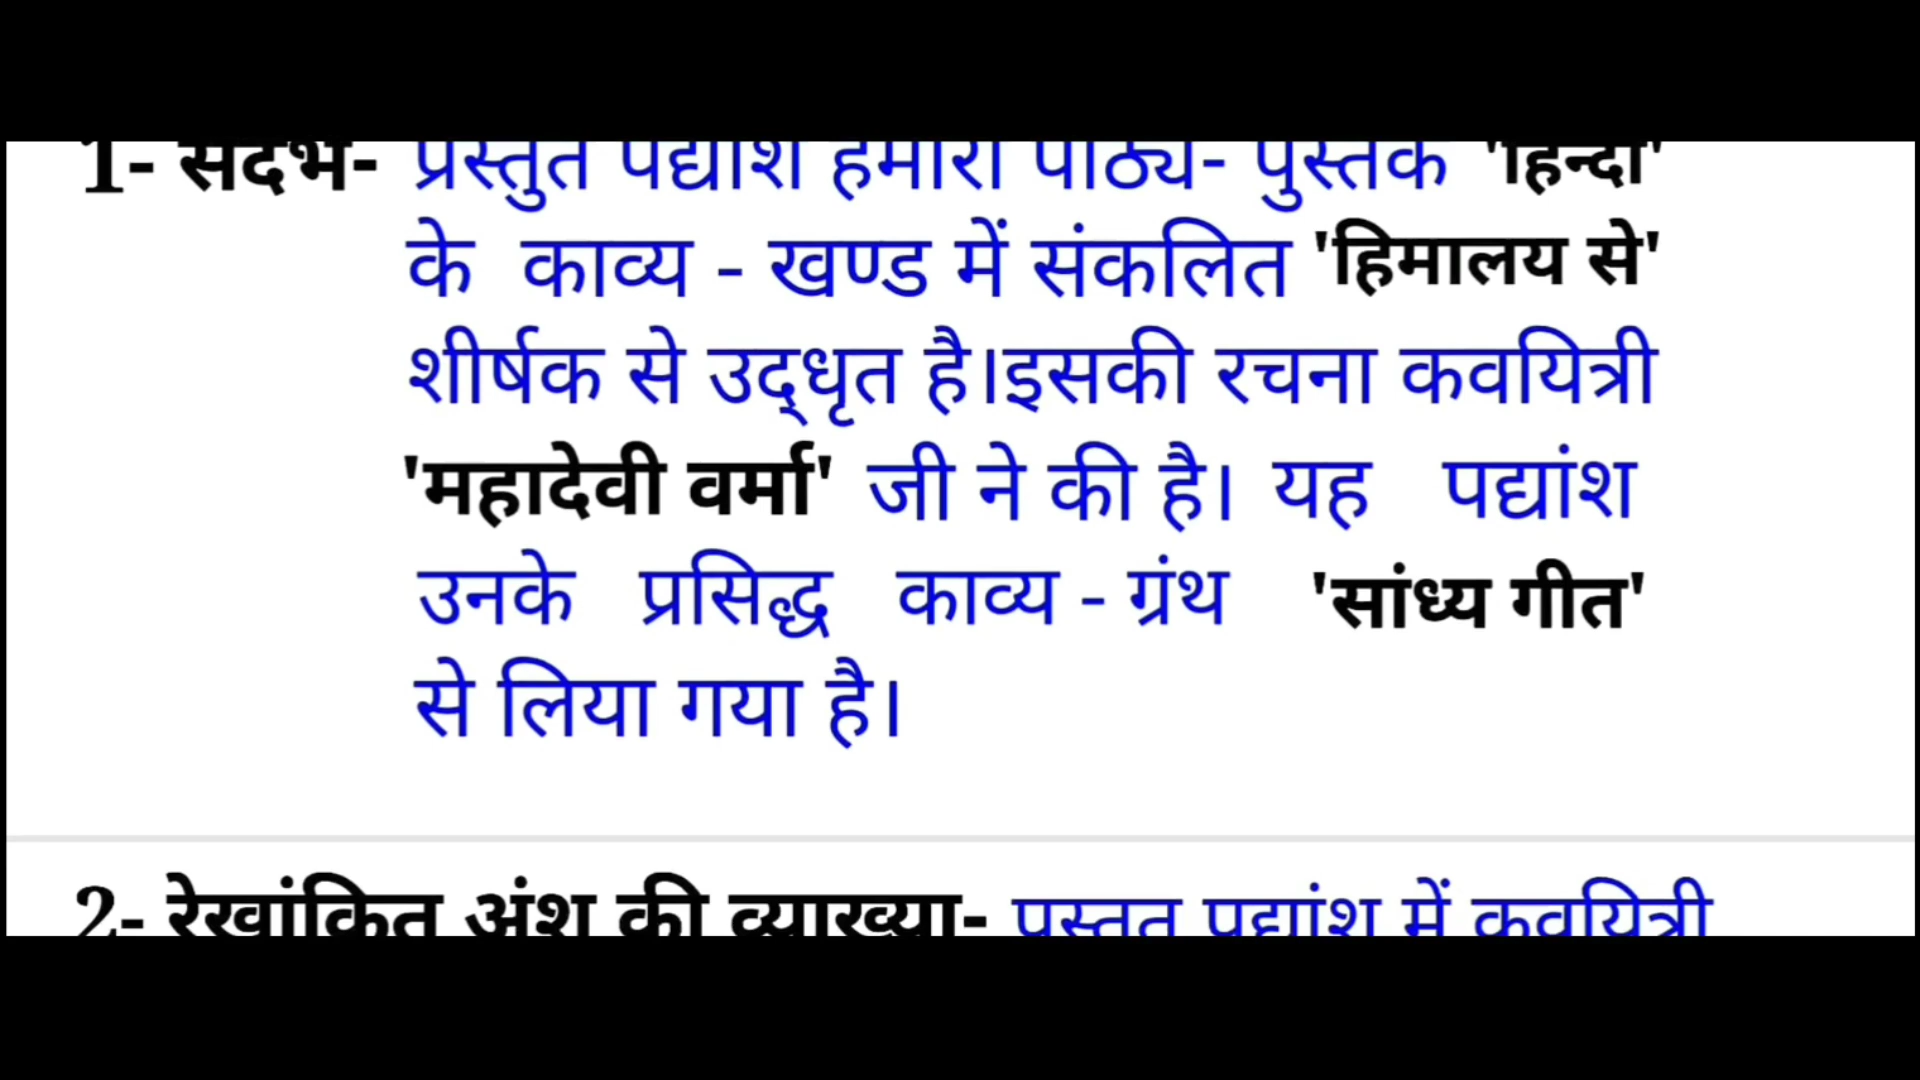 1- संदर्भ- प्रस्तुत पद्यांश हमारी पाठ्य- पुस्तक 'हिन्दी'
के काव्य - खण्ड में संकलित 'हिमालय से'
शीर्षक से उद्धृत है।इसकी रचना कवयित्री
'महादेवी वर्मा' जी ने की है। यह पद्यांश
उनके प्रसिद्ध काव्य - ग्रंथ 'सांध्य गीत'
से लिया गया है।
2- रेखांकित अंश की व्याख्या- प्रस्तुत पद्यांश में कवयित्री